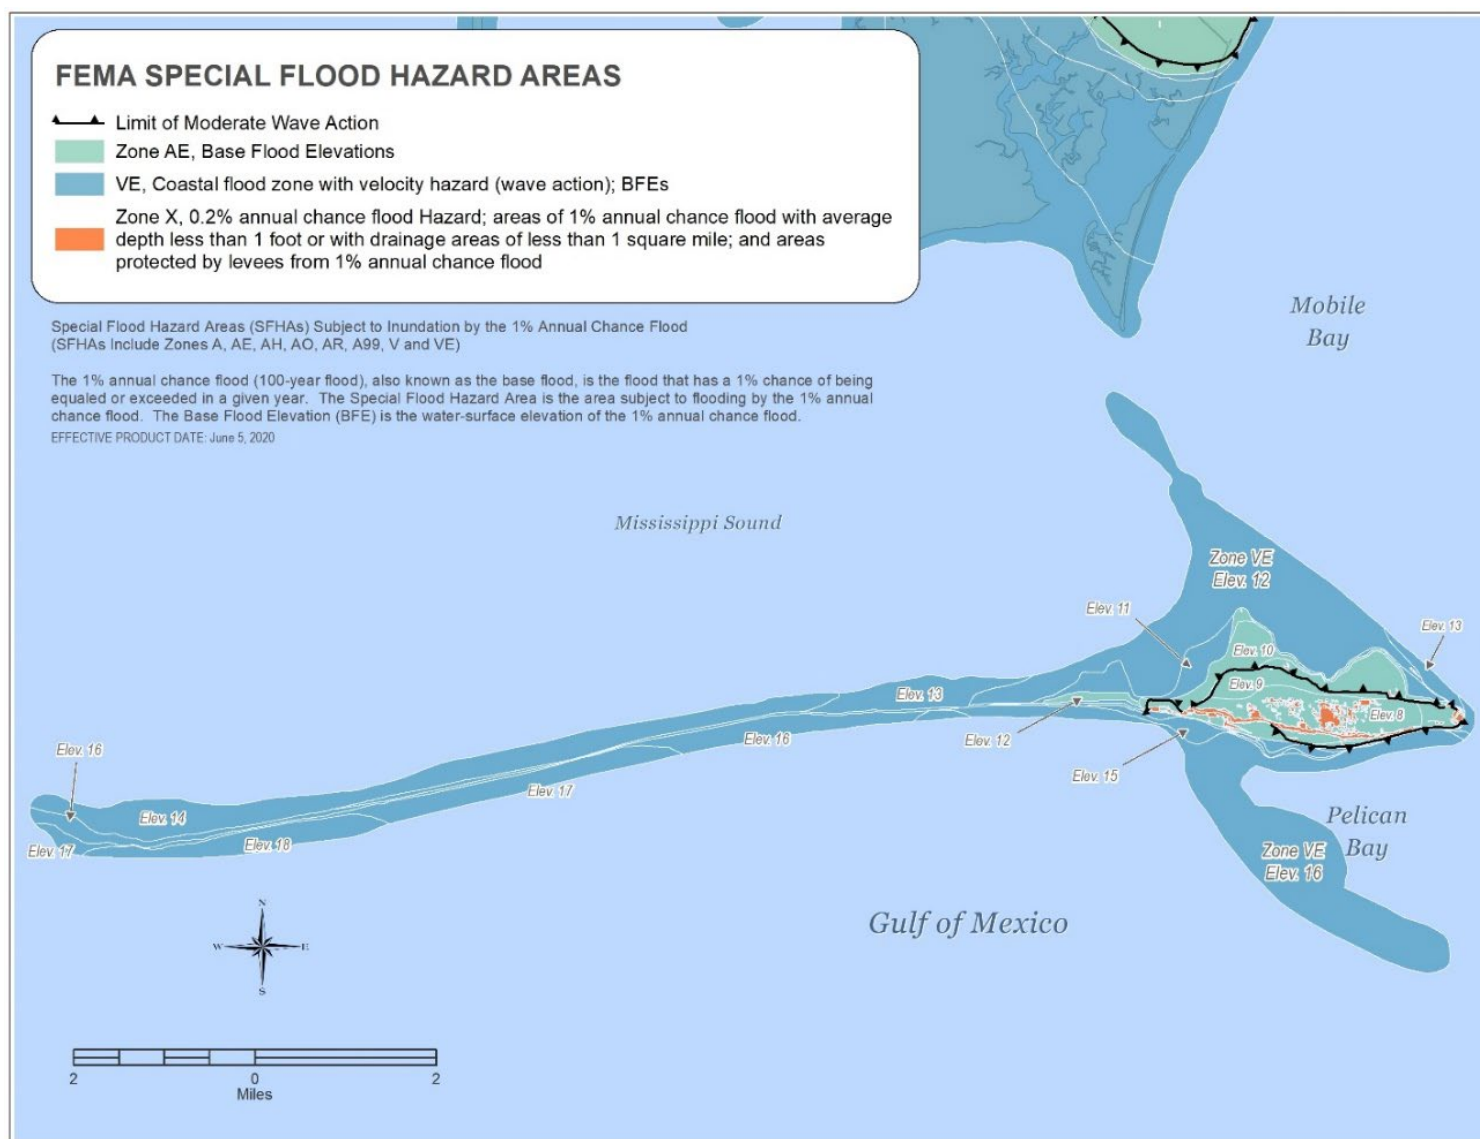 FEMA SPECIAL FLOOD HAZARD AREAS
Limit of Moderate Wave Action
Zone AE, Base Flood Elevations
VE, Coastal flood zone with velocity hazard (wave action); BFEs
Zone X, 0.2% annual chance flood Hazard; areas of 1% annual chance flood with average
depth less than 1 foot or with drainage areas of less than 1 square mile; and areas
protected by levees from 1% annual chance flood
Special Flood Hazard Areas (SFHAs) Subject to Inundation by the 1% Annual Chance Flood
(SFHAs Include Zones A, AE, AH, AO, AR, A99, V and VE)
The 1% annual chance flood (100-year flood), also known as the base flood, is the flood that has a 1% chance of being
equaled or exceeded in a given year. The Special Flood Hazard Area is the area subject to flooding by the 1% annual
chance flood. The Base Flood Elevation (BFE) is the water-surface elevation of the 1% annual chance flood.
EFFECTIVE PRODUCT DATE: June 5, 2020
Mobile
Bay
Mississippi Sound
Zone VE
Elev. 12
Elev. 11
Elev. 13
Elev. 10
Elev. 9
Elev. 8
Elev. 13
Elev. 12
Elev. 16
Elev. 15
Elev. 16
Elev. 17
Elev. 14
Elev. 18
Elev. 17
Pelican
Bay
Zone VE
Elev. 16
Gulf of Mexico
N
W E
S
2 0 2
Miles